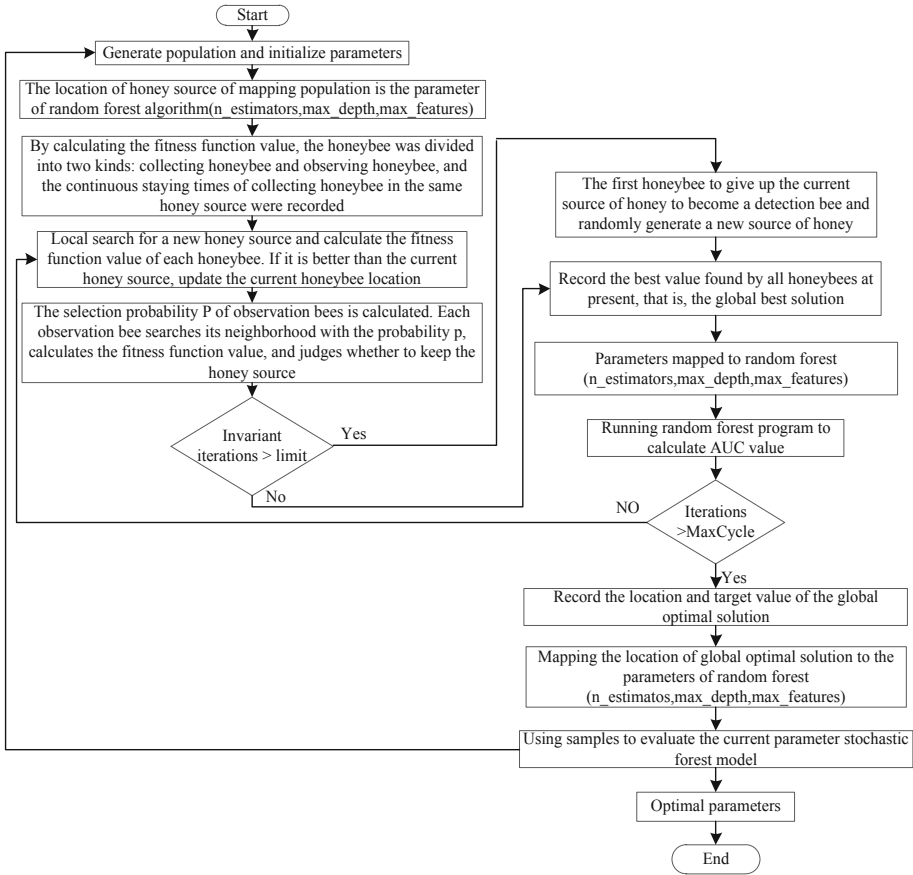 Start
Generate population and initialize parameters
The location of honey source of mapping population is the parameter
of random forest algorithm(n_estimators,max_depth,max_features)
By calculating the fitness function value, the honeybee was divided
into two kinds: collecting honeybee and observing honeybee, and
the continuous staying times of collecting honeybee in the same
honey source were recorded
Local search for a new honey source and calculate the fitness
function value of each honeybee. If it is better than the current
honey source, update the current honeybee location
The selection probability P of observation bees is calculated. Each
observation bee searches its neighborhood with the probability p,
calculates the fitness function value, and judges whether to keep the
honey source
Invariant
iterations > limit
Yes
No
The first honeybee to give up the current
source of honey to become a detection bee and
randomly generate a new source of honey
Record the best value found by all honeybees at
present, that is, the global best solution
Parameters mapped to random forest
(n_estimators,max_depth,max_features)
Running random forest program to
calculate AUC value
Iterations
>MaxCycle
NO
Yes
Record the location and target value of the global
optimal solution
Mapping the location of global optimal solution to the
parameters of random forest
(n_estimatos,max_depth,max_features)
Using samples to evaluate the current parameter stochastic
forest model
Optimal parameters
End